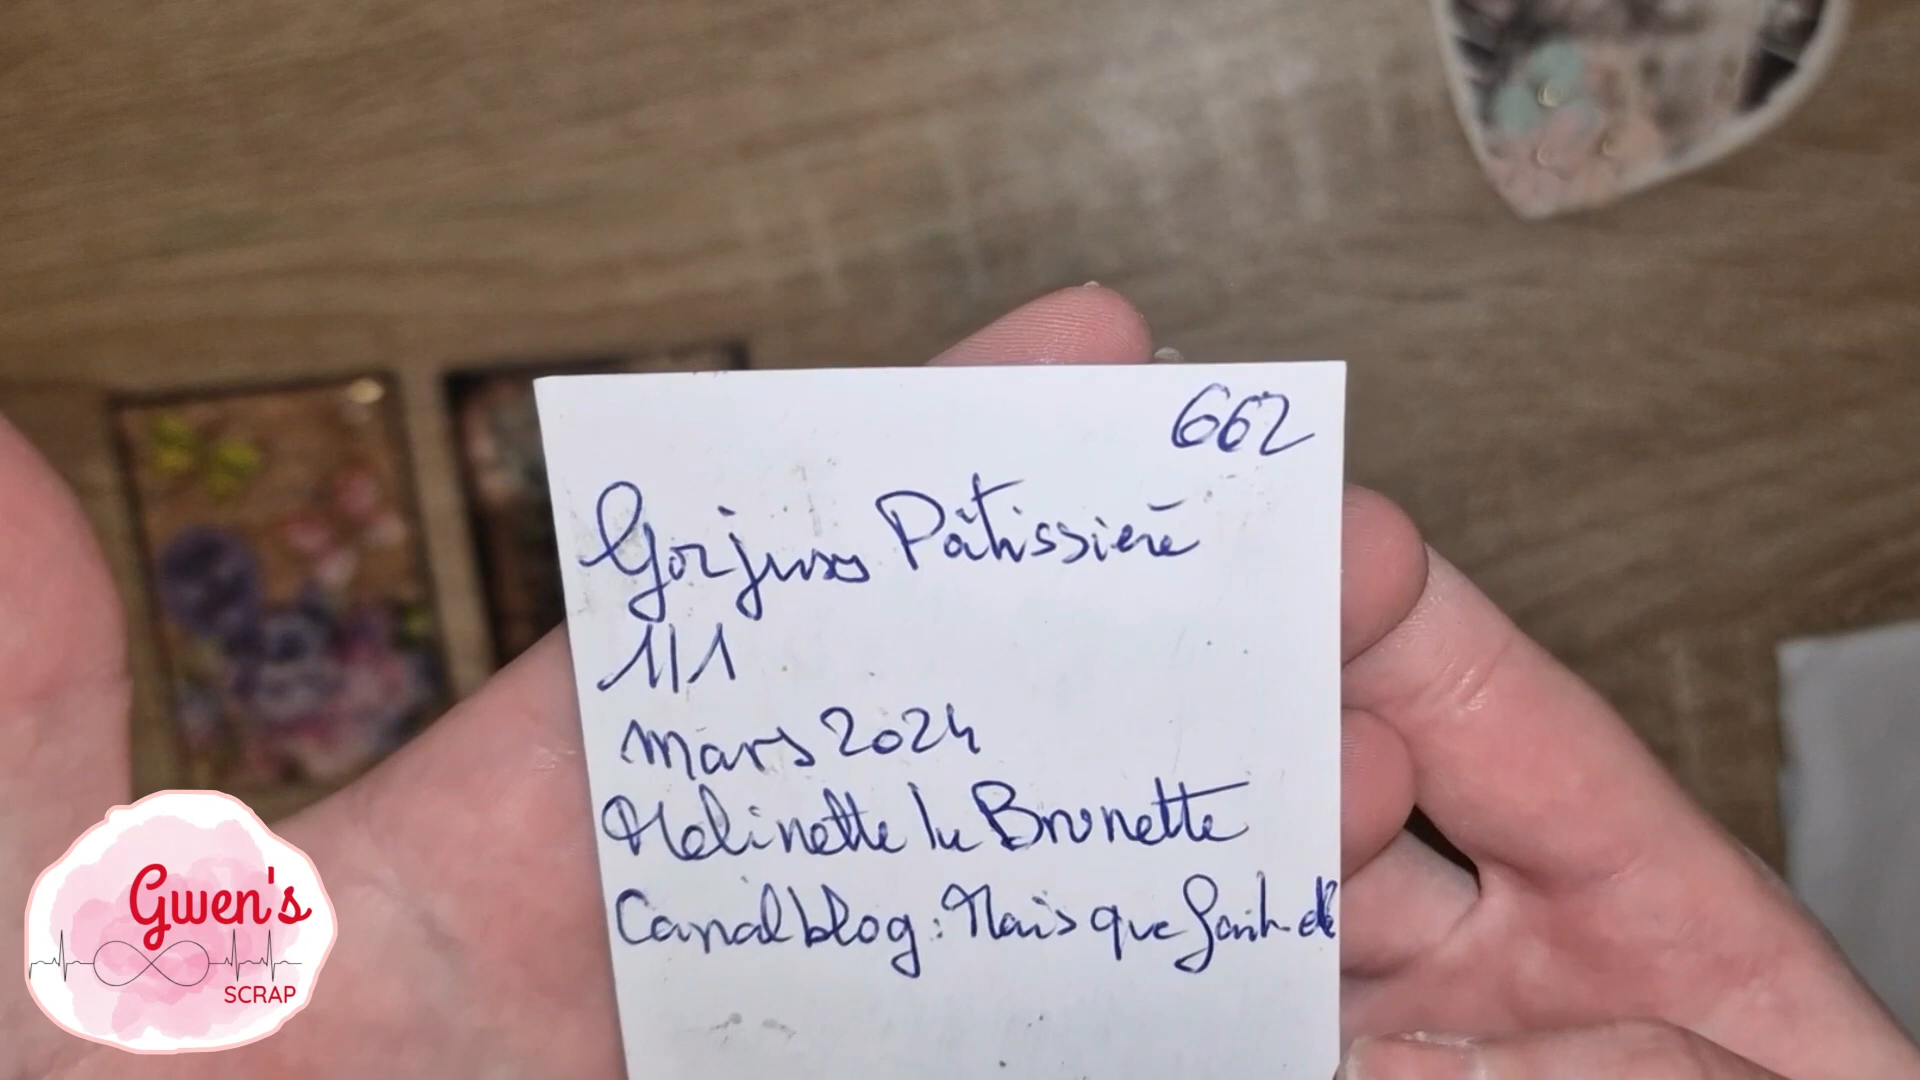 662
Gorjuss Pâtissière
1/1
mars 2024
Melinette la Brunette
Canalblog : Mais que fait-elle
Gwen's
SCRAP